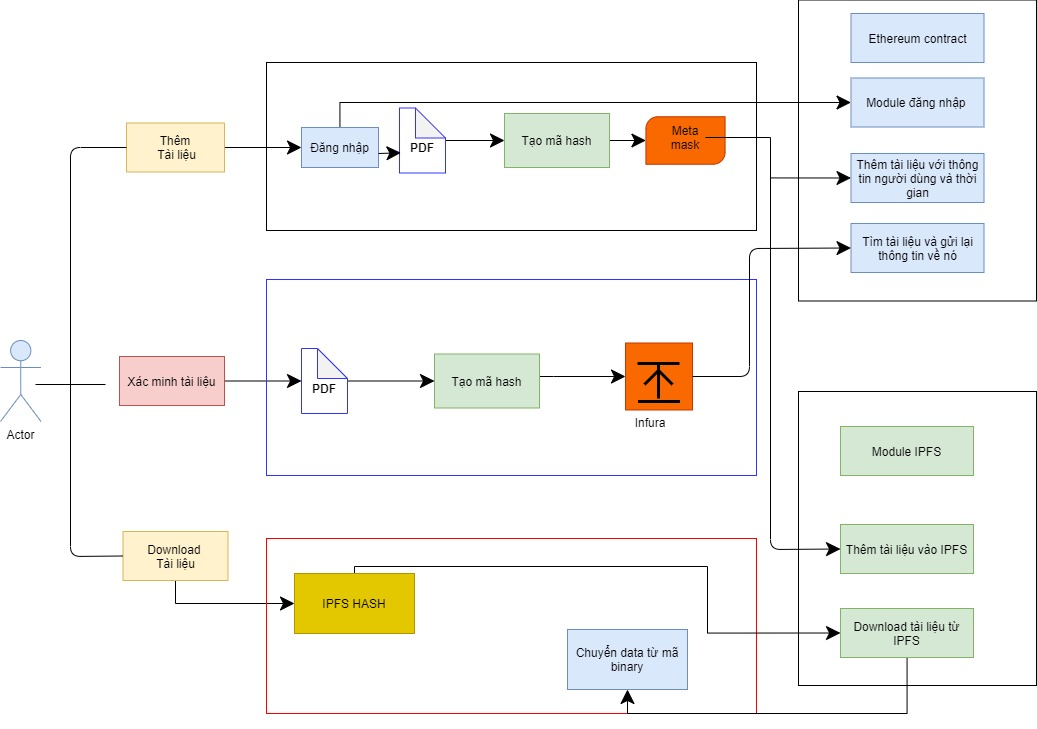 Ethereum contract
Module đăng nhập
Thêm
Tài liệu
Đăng nhập
PDF
Tạo mã hash
Meta
mask
Thêm tài liệu với thông
tin người dùng và thời
gian
Tìm tài liệu và gửi lại
thông tin về nó
Actor
Xác minh tài liệu
PDF
Tạo mã hash
Infura
Module IPFS
Download
Tài liệu
Thêm tài liệu vào IPFS
IPFS HASH
Chuyển data từ mã
binary
Download tài liệu từ
IPFS